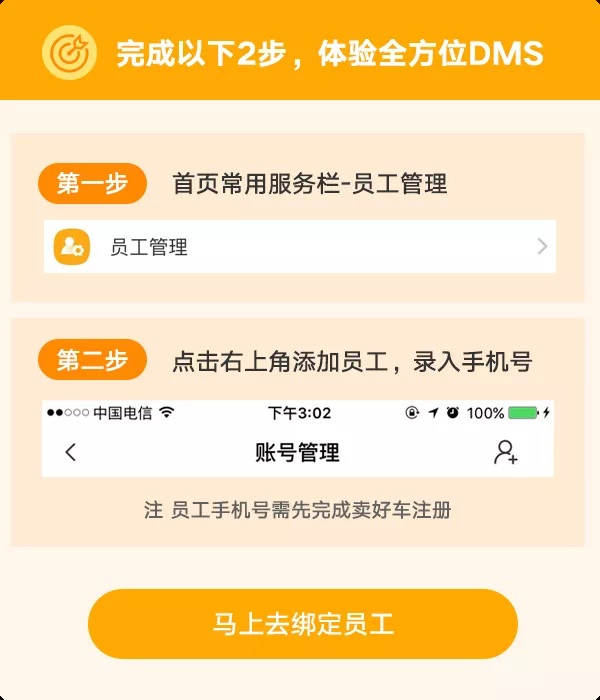 完成以下2步，体验全方位DMS
第一步 首页常用服务栏-员工管理
员工管理
第二步 点击右上角添加员工，录入手机号
中国电信 下午3:02 100%
账号管理
注 员工手机号需先完成卖好车注册
马上去绑定员工